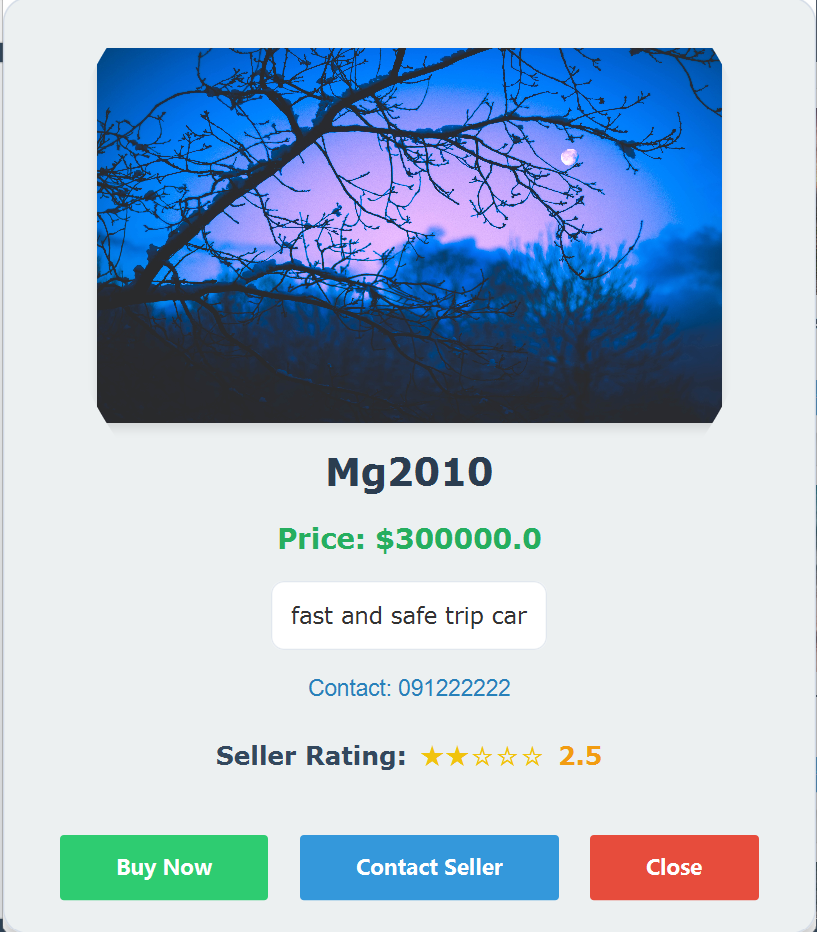 Mg2010
Price: $300000.0
fast and safe trip car
Contact: 091222222
Seller Rating: ★★☆☆☆ 2.5
Buy Now Contact Seller Close